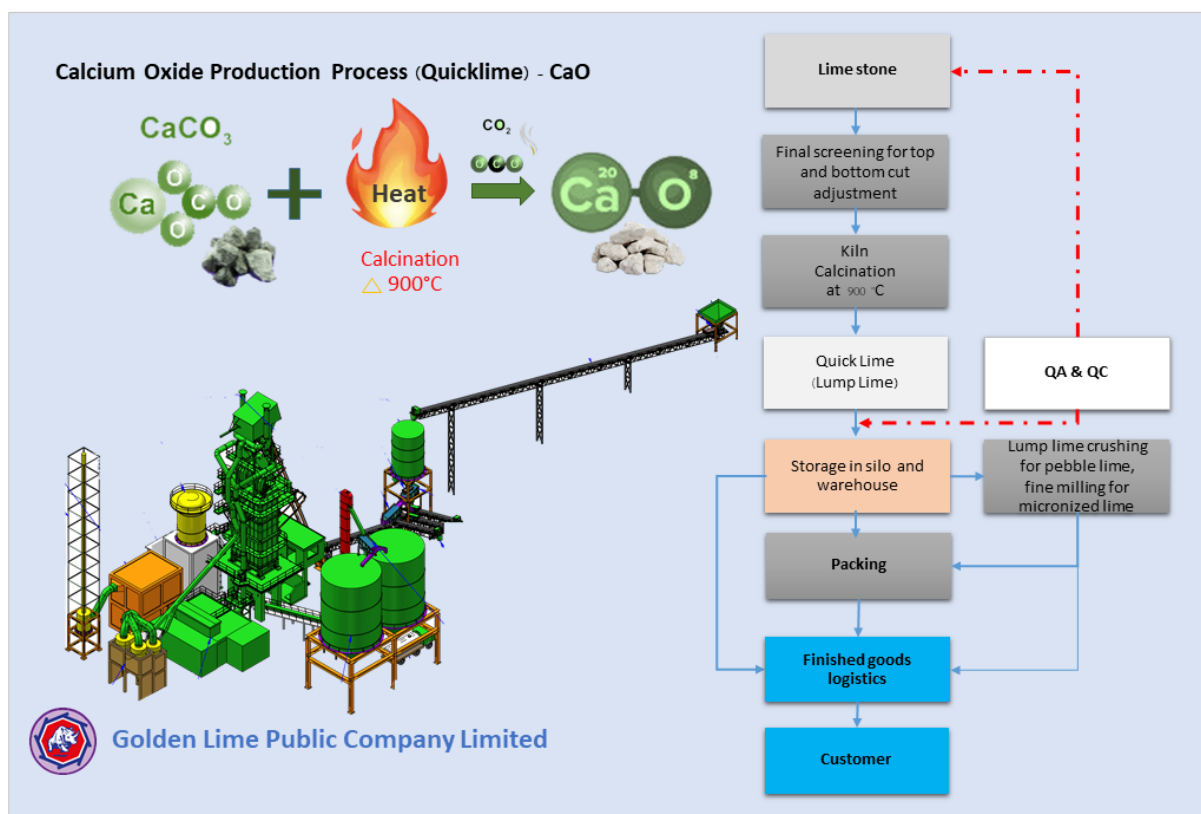 Calcium Oxide Production Process (Quicklime) - CaO
CaCO3
Ca
O
O
C
O
O
Heat
Calcination
△ 900°C
CO2
O C O
20
Ca
8
O
Golden Lime Public Company Limited
Lime stone
Final screening for top
and bottom cut
adjustment
Kiln
Calcination
at 900 °C
Quick Lime
(Lump Lime)
QA & QC
Storage in silo and
warehouse
Lump lime crushing
for pebble lime,
fine milling for
micronized lime
Packing
Finished goods
logistics
Customer